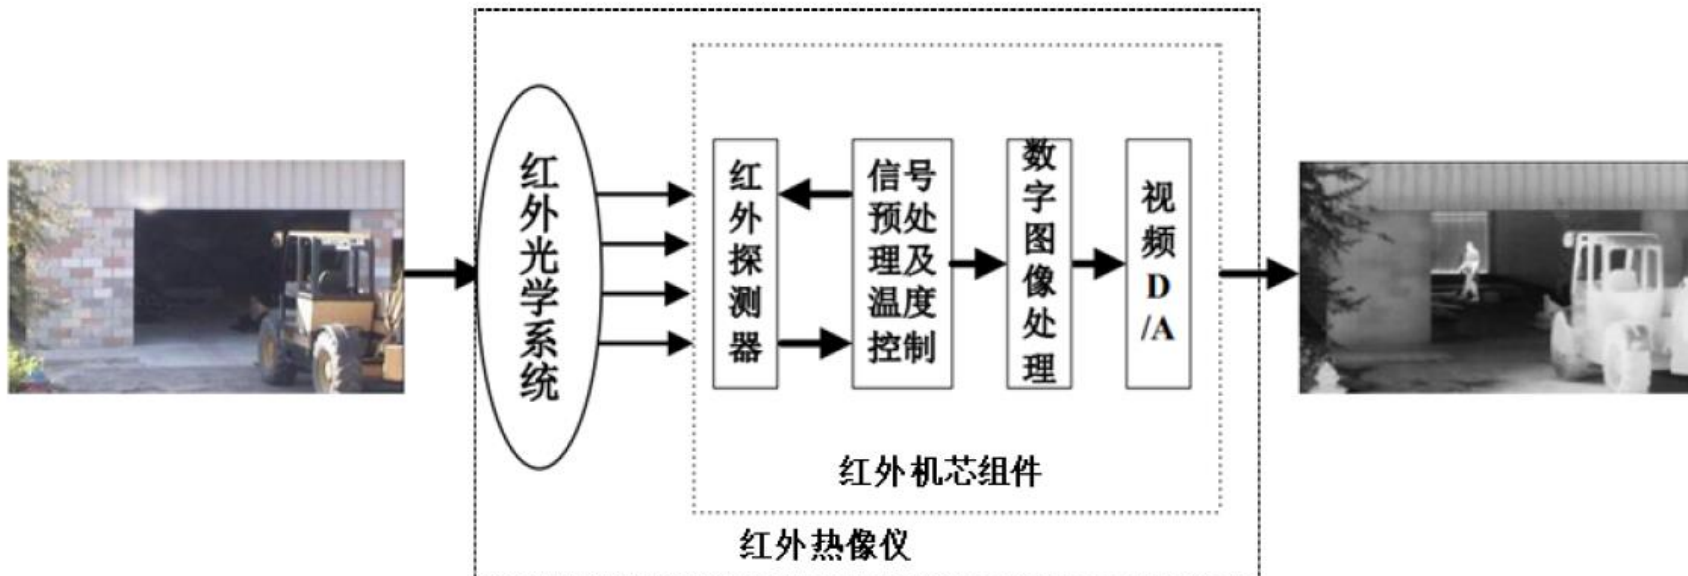 红外光学系统
红外探测器
信号
预处
理及
温度
控制
数字图像处理
视频D/A
红外机芯组件
红外热像仪